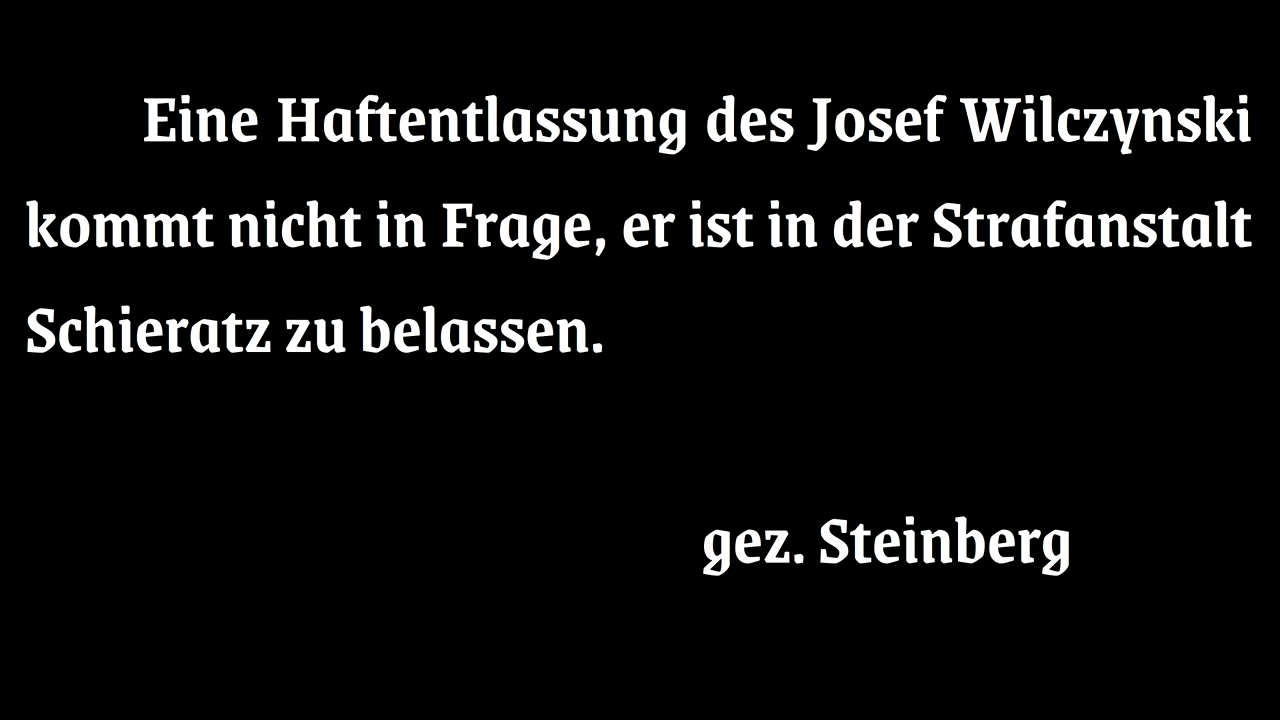 Eine Haftentlassung des Josef Wilczynski
kommt nicht in Frage, er ist in der Strafanstalt
Schieratz zu belassen.
gez. Steinberg